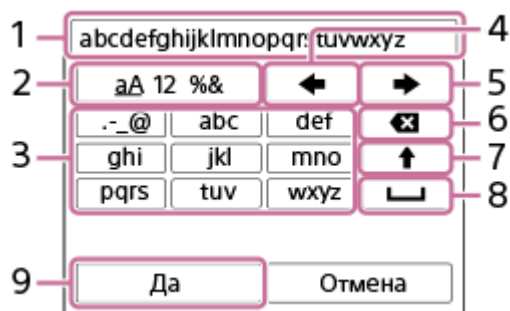 1 abcdefghijklmnopqrstuvwxyz 4
2 aA 12 %& 5
.-_@ abc def 6
3 ghi jkl mno 7
pqrs tuv wxyz 8
9 Да Отмена